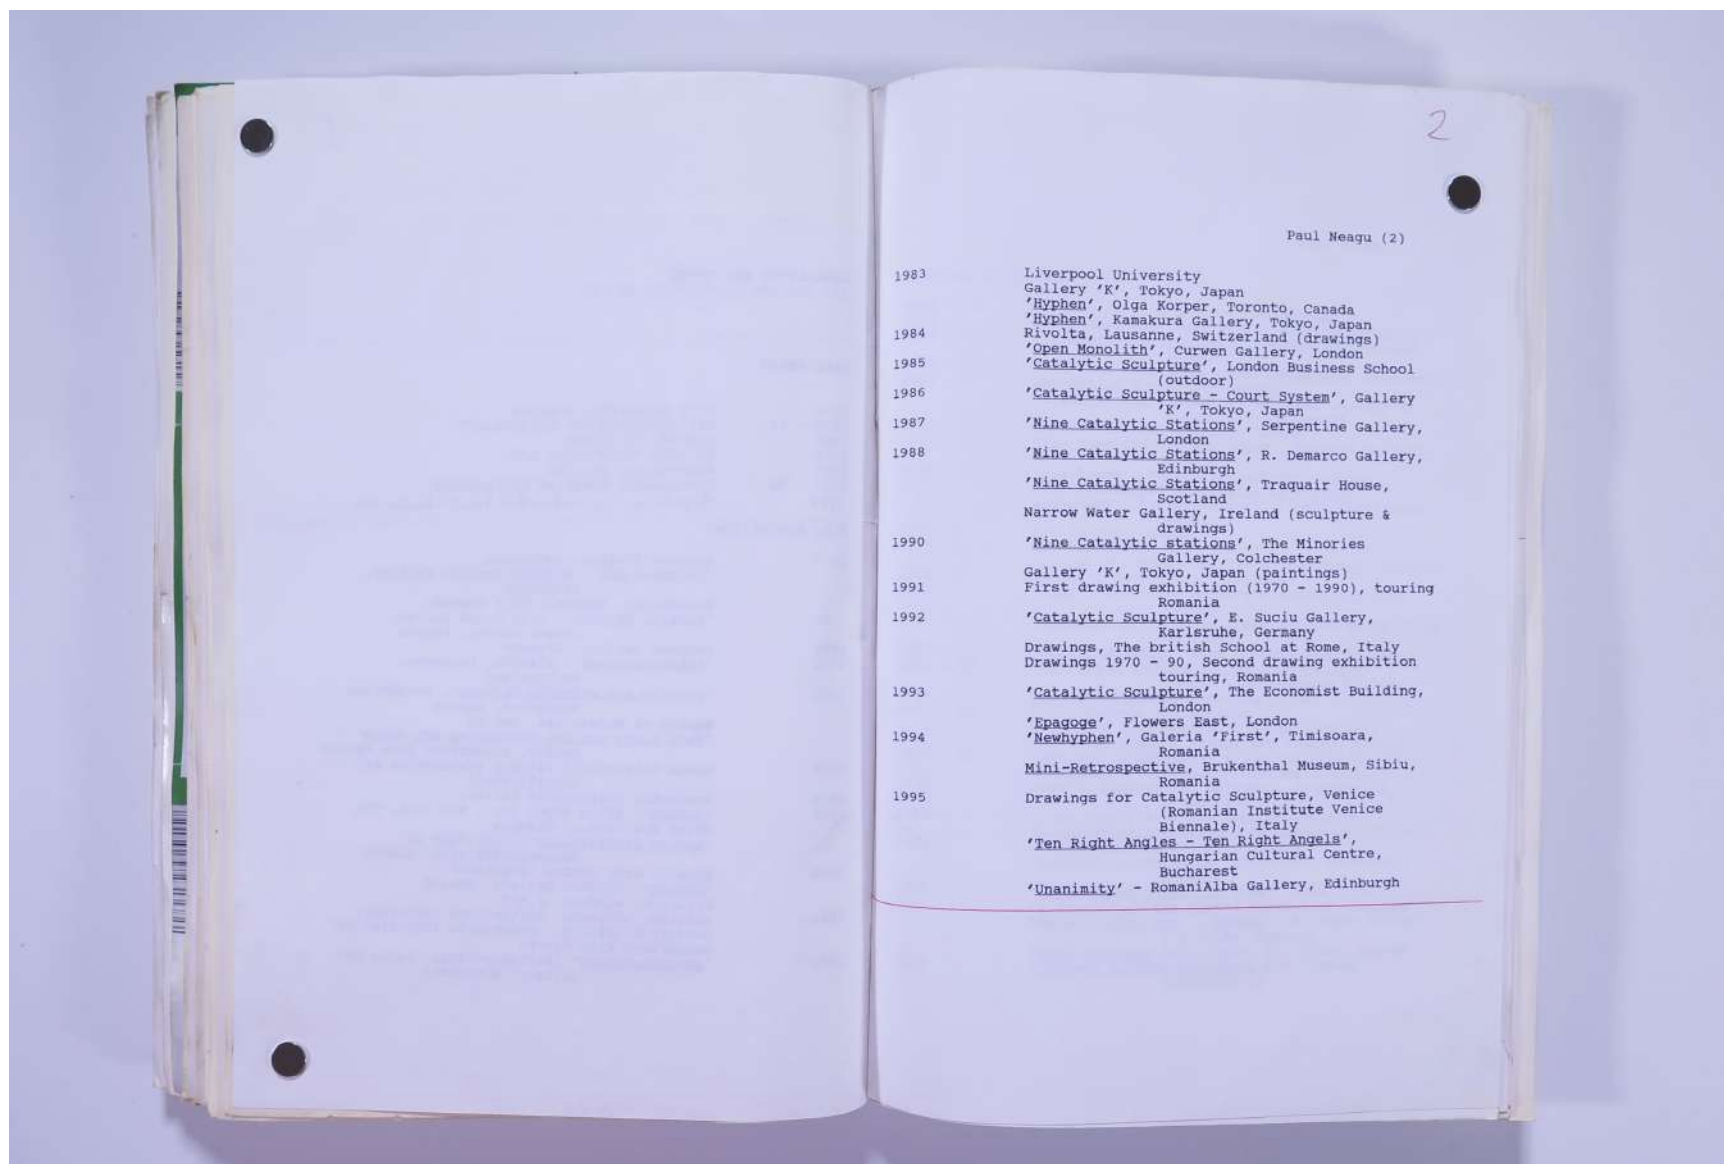 2
Paul Neagu (2)
1983 Liverpool University
Gallery 'K', Tokyo, Japan
'Hyphen', Olga Korper, Toronto, Canada
'Hyphen', Kamakura Gallery, Tokyo, Japan
1984 Rivolta, Lausanne, Switzerland (drawings)
'Open Monolith', Curwen Gallery, London
1985 'Catalytic Sculpture', London Business School
(outdoor)
1986 'Catalytic Sculpture - Court System', Gallery
'K', Tokyo, Japan
1987 'Nine Catalytic Stations', Serpentine Gallery,
London
1988 'Nine Catalytic Stations', R. Demarco Gallery,
Edinburgh
'Nine Catalytic Stations', Traquair House,
Scotland
Narrow Water Gallery, Ireland (sculpture &
drawings)
1990 'Nine Catalytic stations', The Minories
Gallery, Colchester
Gallery 'K', Tokyo, Japan (paintings)
1991 First drawing exhibition (1970 - 1990), touring
Romania
1992 'Catalytic Sculpture', E. Suciu Gallery,
Karlsruhe, Germany
Drawings, The british School at Rome, Italy
Drawings 1970 - 90, Second drawing exhibition
touring, Romania
1993 'Catalytic Sculpture', The Economist Building,
London
'Epagoge', Flowers East, London
1994 'Newhyphen', Galeria 'First', Timisoara,
Romania
Mini-Retrospective, Brukenthal Museum, Sibiu,
Romania
1995 Drawings for Catalytic Sculpture, Venice
(Romanian Institute Venice
Biennale), Italy
'Ten Right Angles - Ten Right Angels',
Hungarian Cultural Centre,
Bucharest
'Unanimity' - RomaniAlba Gallery, Edinburgh